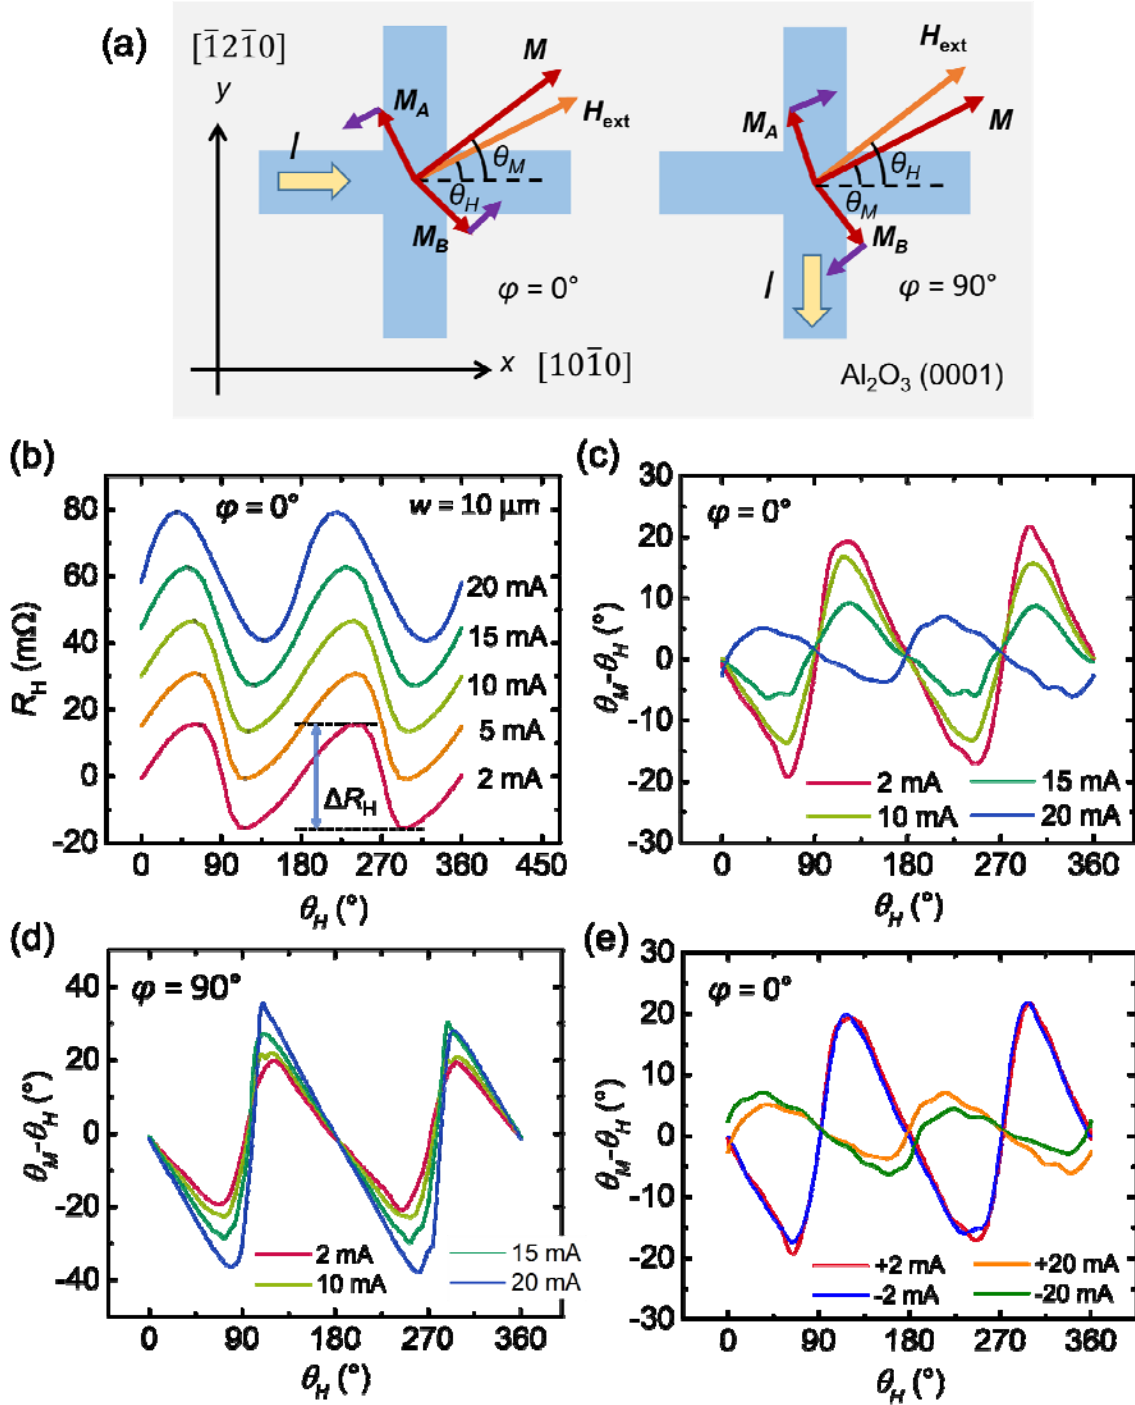 (a)
[1̅21̅0]
y
M
H_ext
M_A
M_B
I
θ_M
θ_H
φ = 0°
H_ext
M
M_A
M_B
θ_H
θ_M
I
φ = 90°
x [101̅0]
Al₂O₃ (0001)
(b)
φ = 0° w = 10 μm
80
60
40
20
0
-20
R_H (mΩ)
20 mA
15 mA
10 mA
5 mA
2 mA
ΔR_H
0 90 180 270 360 450
θ_H (°)
(c)
φ = 0°
30
20
10
0
-10
-20
-30
θ_M-θ_H (°)
2 mA 15 mA
10 mA 20 mA
0 90 180 270 360
θ_H (°)
(d)
φ = 90°
40
20
0
-20
-40
θ_M-θ_H (°)
2 mA 15 mA
10 mA 20 mA
0 90 180 270 360
θ_H (°)
(e)
φ = 0°
30
20
10
0
-10
-20
-30
θ_M-θ_H (°)
+2 mA +20 mA
-2 mA -20 mA
0 90 180 270 360
θ_H (°)